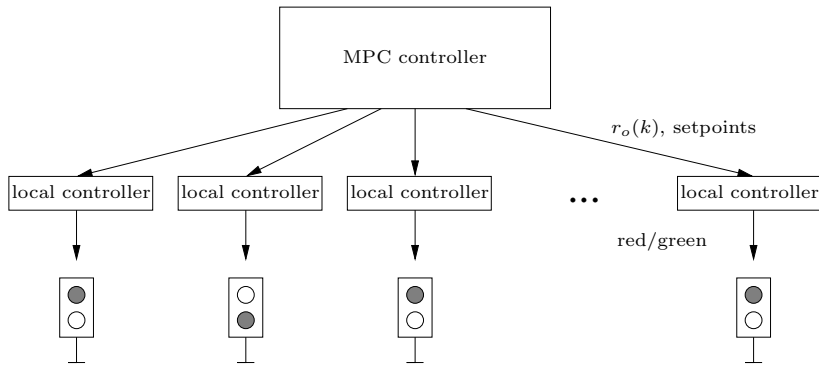 MPC controller
r_o(k), setpoints
local controller
local controller
local controller
...
local controller
red/green